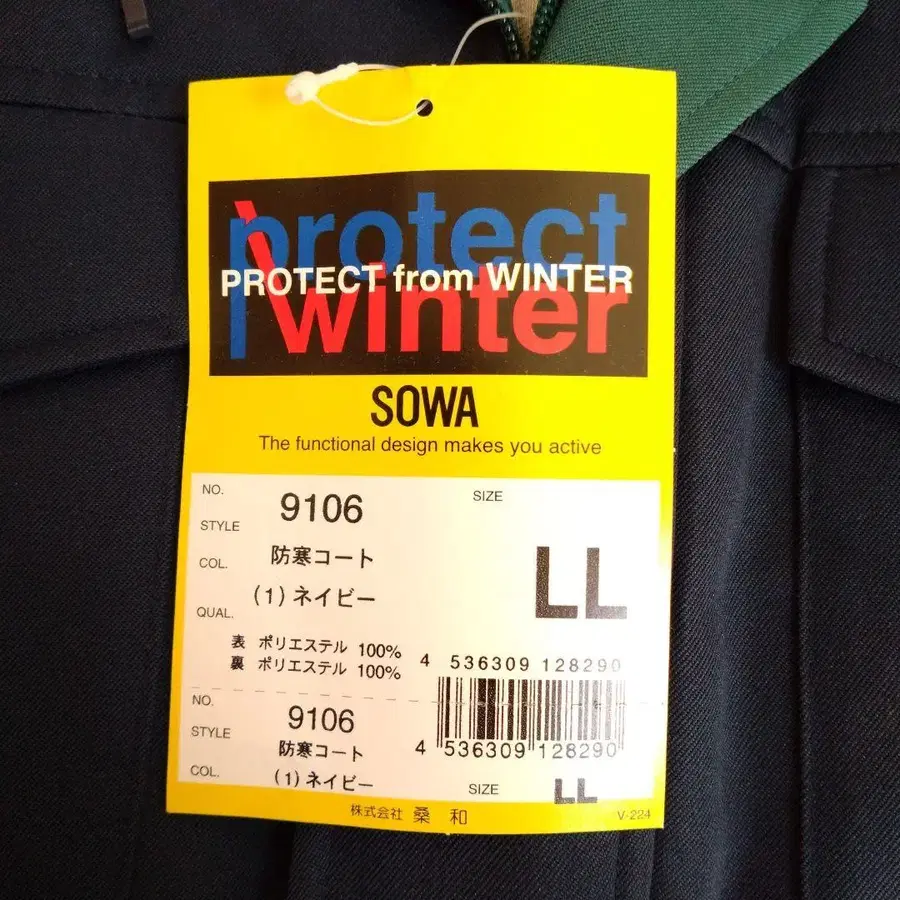 protect
PROTECT from WINTER
winter
SOWA
The functional design makes you active
NO. 9106 SIZE
STYLE 防寒コート LL
COL. (1)ネイビー
QUAL.
表 ポリエステル 100%
裏 ポリエステル 100%
4 536309 128290
NO. 9106
STYLE 防寒コート
4 536309 128290
COL. (1)ネイビー SIZE LL
株式会社 桑和 V-224